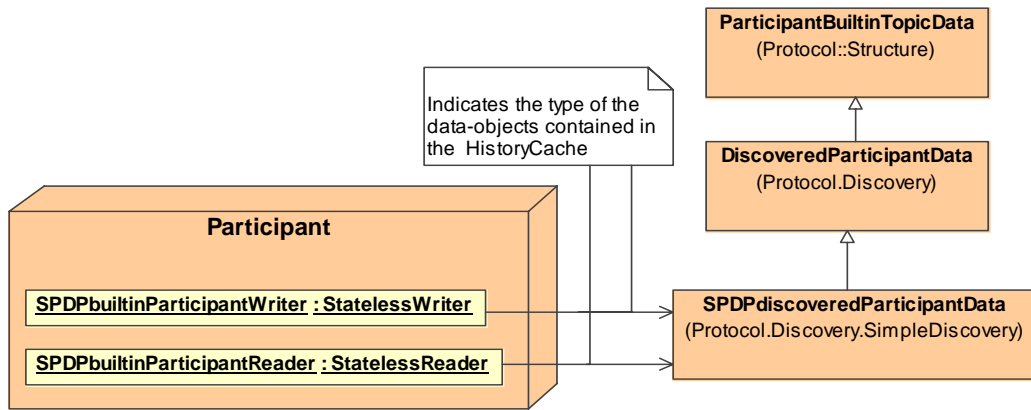 ParticipantBuiltinTopicData
(Protocol::Structure)
Indicates the type of the
data-objects contained in
the HistoryCache
DiscoveredParticipantData
(Protocol.Discovery)
Participant
SPDPbuiltinParticipantWriter : StatelessWriter
SPDPdiscoveredParticipantData
(Protocol.Discovery.SimpleDiscovery)
SPDPbuiltinParticipantReader : StatelessReader